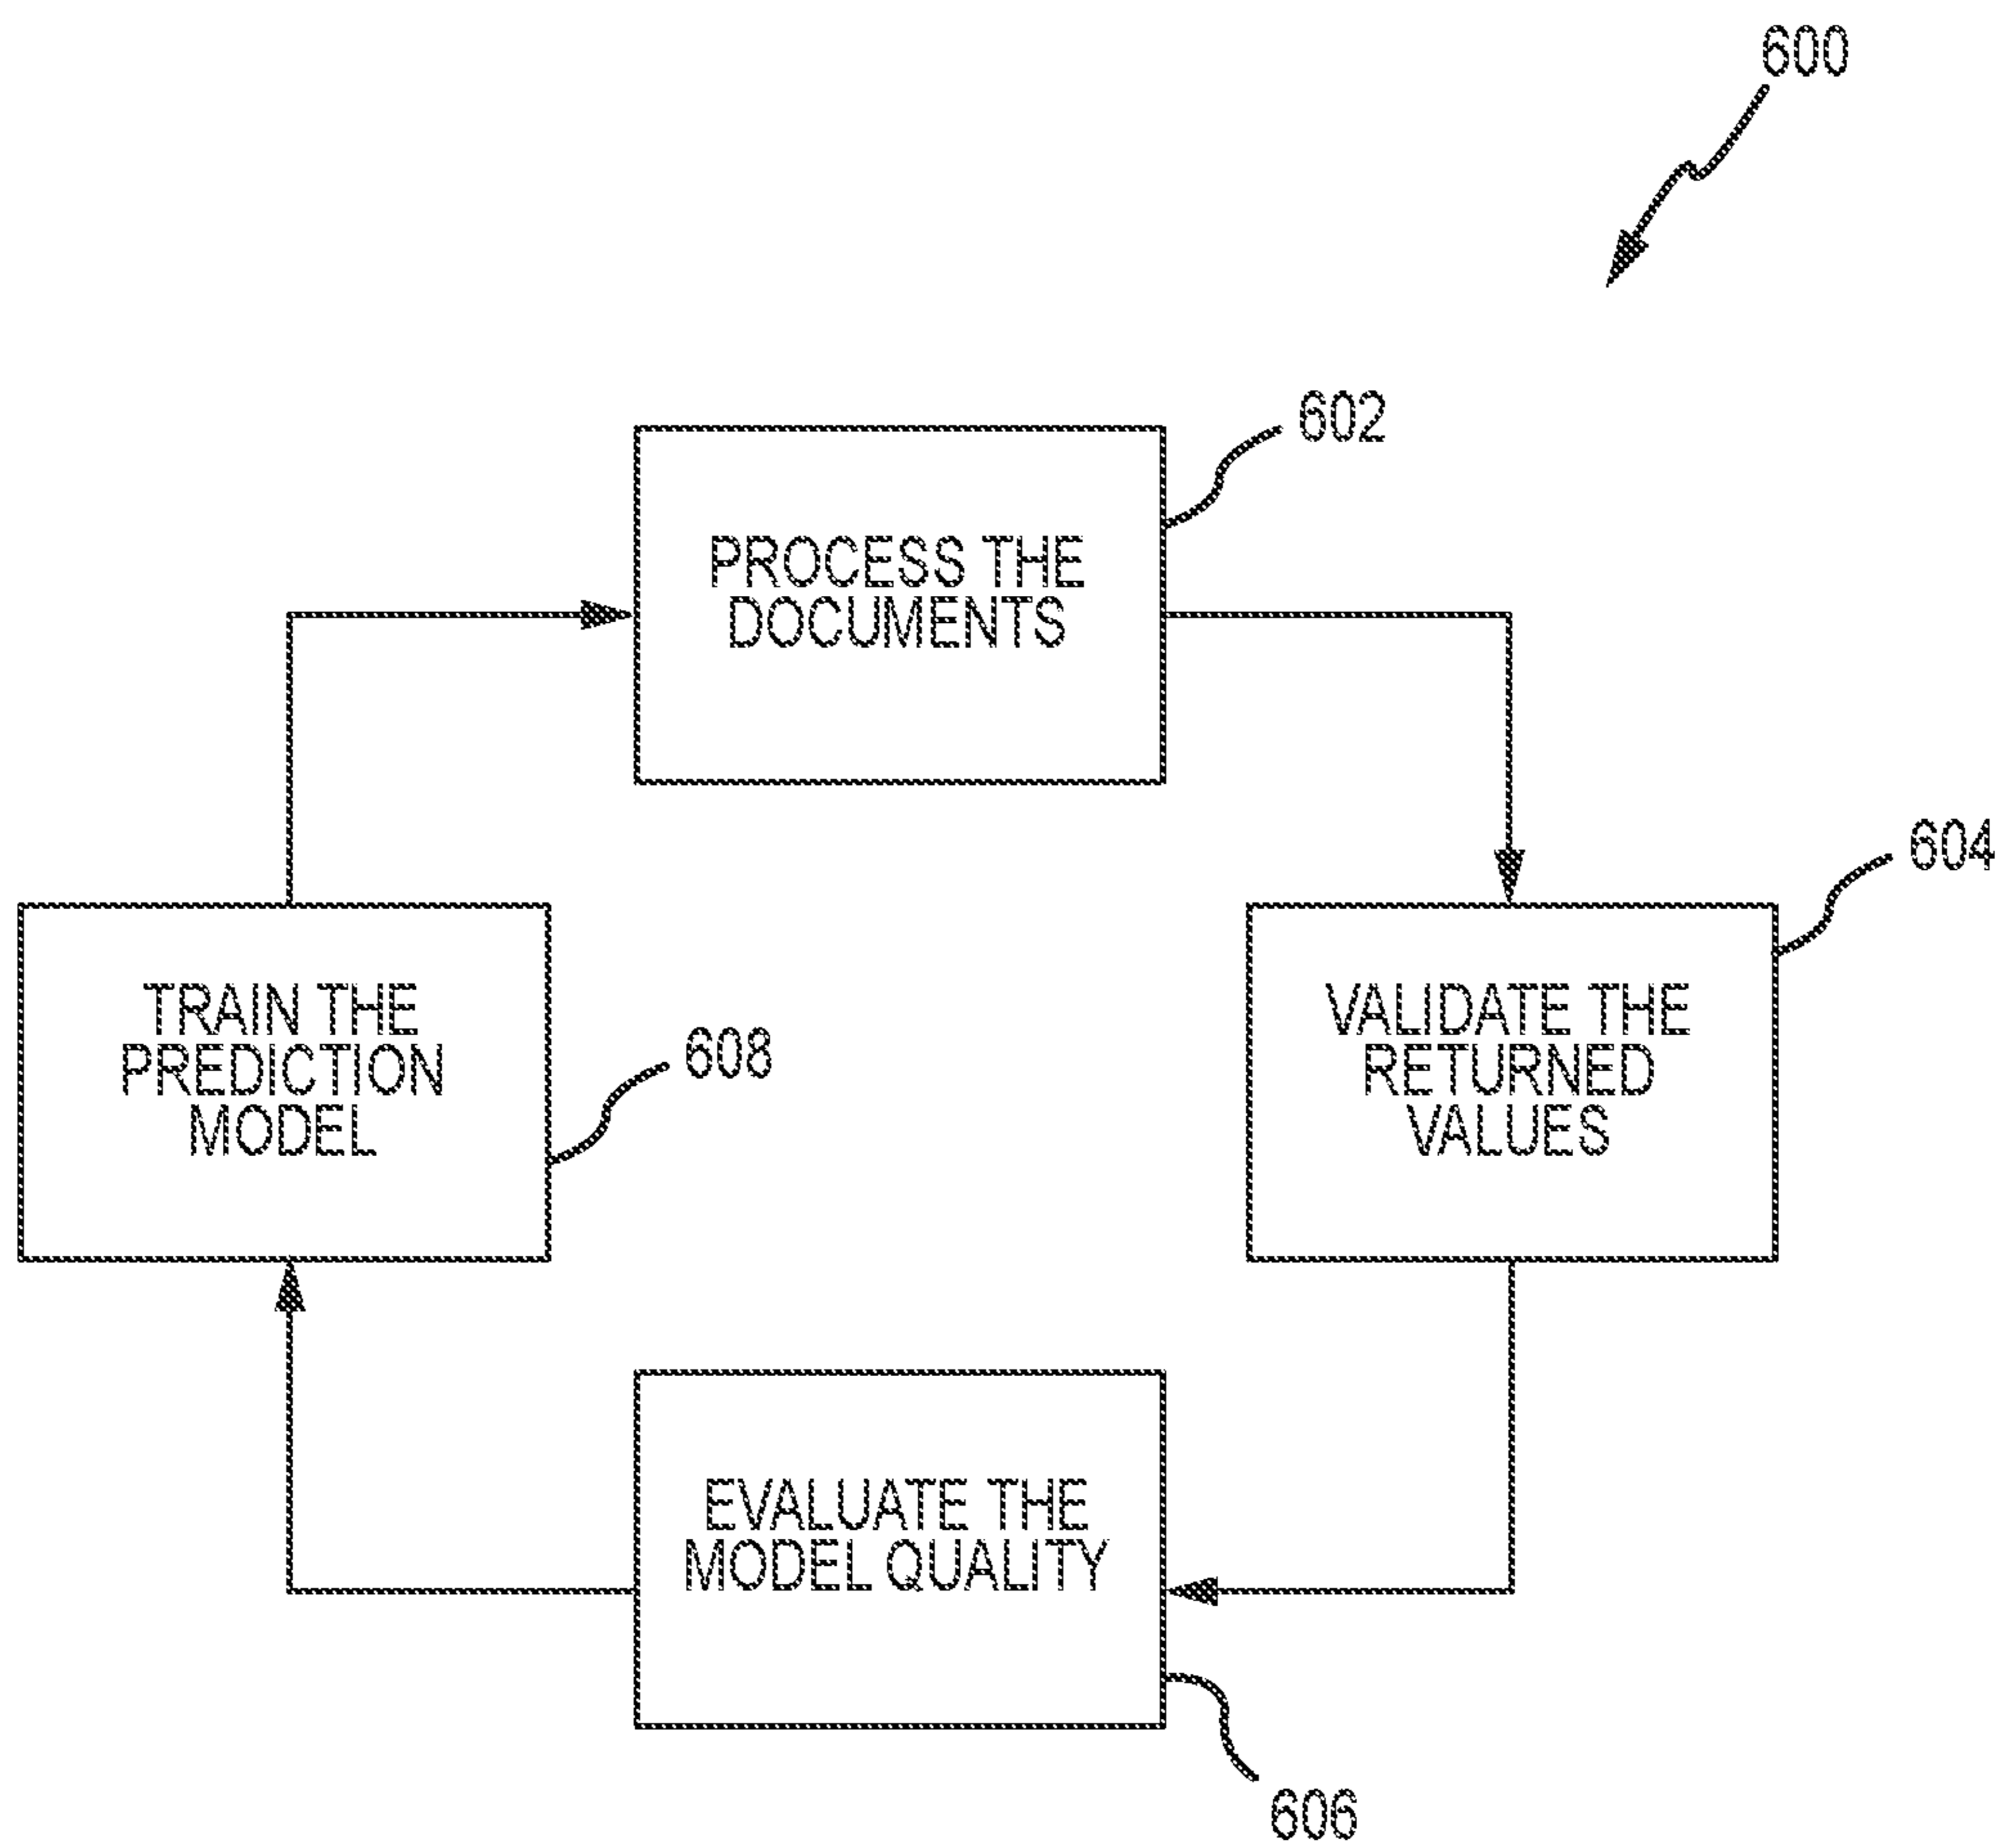 600
602
PROCESS THE
DOCUMENTS
604
VALIDATE THE
RETURNED
VALUES
TRAIN THE
PREDICTION
MODEL
608
EVALUATE THE
MODEL QUALITY
606